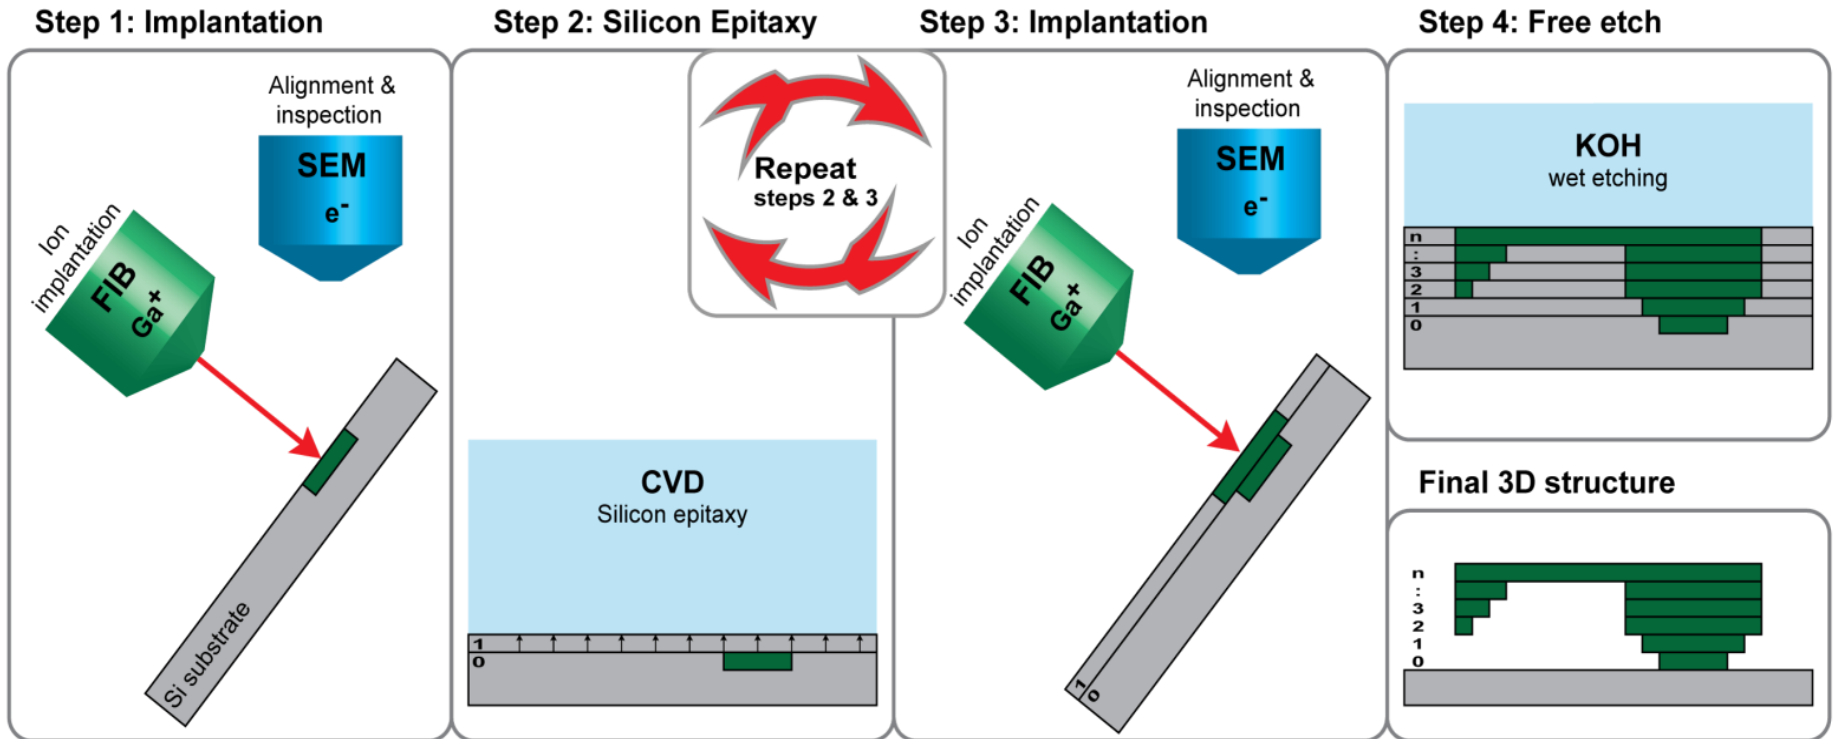 Step 1: Implantation
Alignment &
inspection
SEM
e-
Ion
implantation
FIB
Ga+
Si substrate
Step 2: Silicon Epitaxy
Repeat
steps 2 & 3
CVD
Silicon epitaxy
1
0
Step 3: Implantation
Alignment &
inspection
SEM
e-
Ion
implantation
FIB
Ga+
1
0
Step 4: Free etch
KOH
wet etching
n
:
3
2
1
0
Final 3D structure
n
:
3
2
1
0